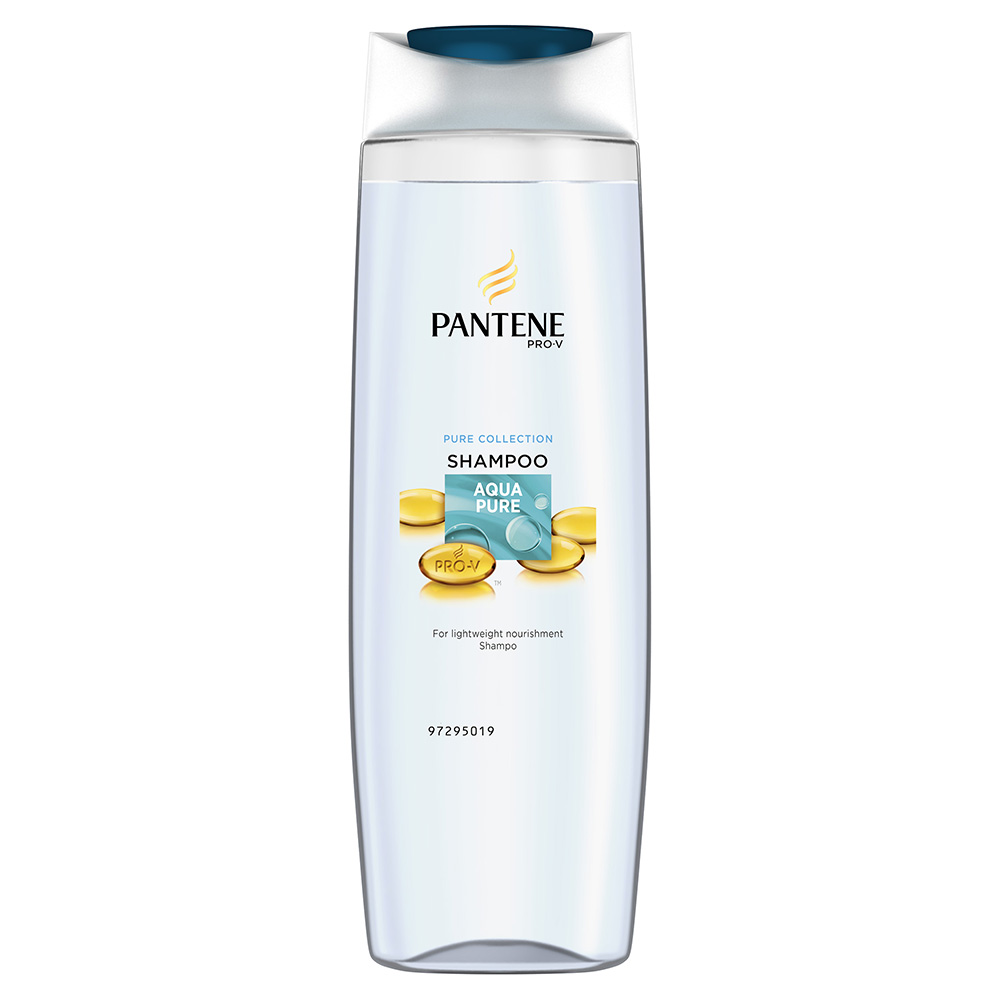 PANTENE
PRO-V
PURE COLLECTION
SHAMPOO
AQUA
PURE
PRO-V
TM
For lightweight nourishment
Shampo
97295019